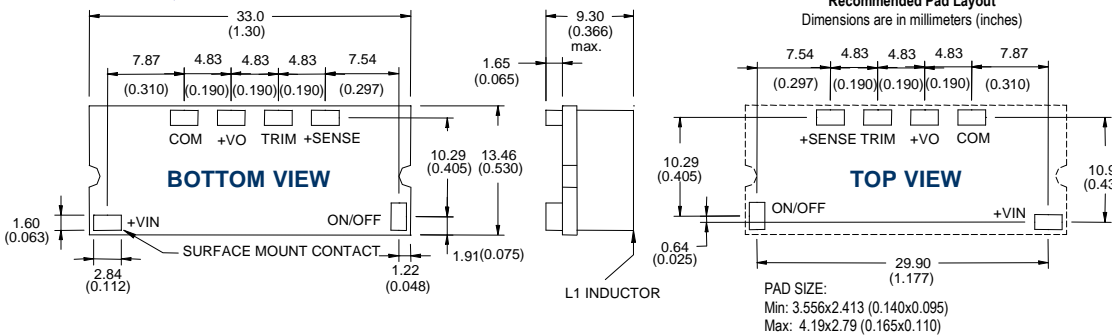 Recommended Pad Layout
Dimensions are in millimeters (inches)
33.0
(1.30)
7.87
(0.310)
4.83
(0.190)
4.83
(0.190)
4.83
(0.190)
7.54
(0.297)
COM
+VO
TRIM
+SENSE
BOTTOM VIEW
10.29
(0.405)
13.46
(0.530)
1.60
(0.063)
+VIN
ON/OFF
SURFACE MOUNT CONTACT
1.91(0.075)
2.84
(0.112)
1.22
(0.048)
9.30
(0.366)
max.
1.65
(0.065)
L1 INDUCTOR
7.54
(0.297)
4.83
(0.190)
4.83
(0.190)
4.83
(0.190)
7.87
(0.310)
+SENSE
TRIM
+VO
COM
10.29
(0.405)
TOP VIEW
ON/OFF
+VIN
0.64
(0.025)
29.90
(1.177)
PAD SIZE:
Min: 3.556x2.413 (0.140x0.095)
Max: 4.19x2.79 (0.165x0.110)